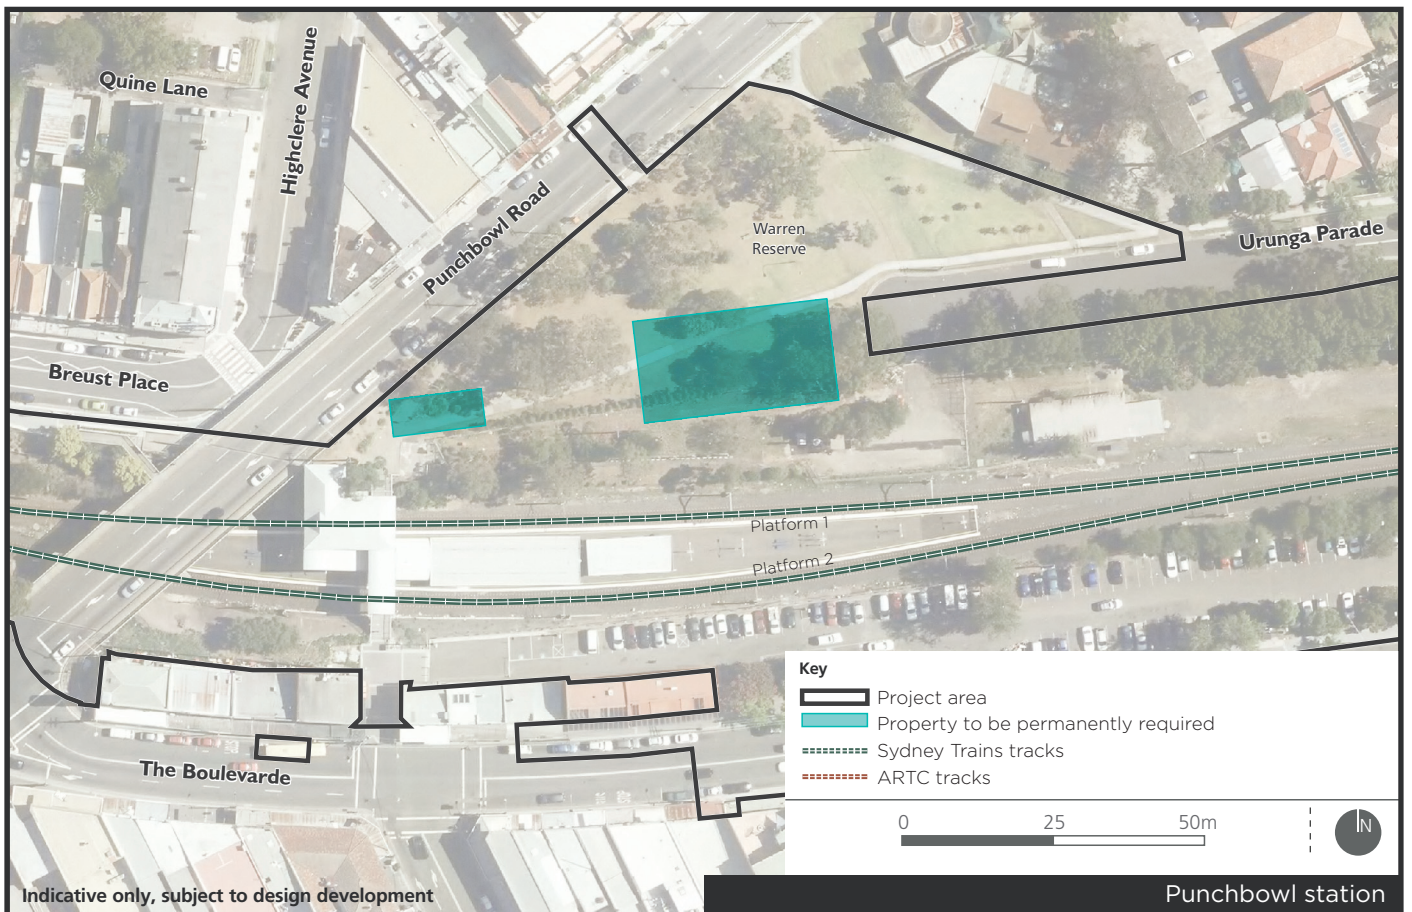 Quine Lane
Highclere Avenue
Punchbowl Road
Warren
Reserve
Urunga Parade
Breust Place
Platform 1
Platform 2
The Boulevarde
Key
Project area
Property to be permanently required
Sydney Trains tracks
ARTC tracks
0 25 50m
N
Indicative only, subject to design development
Punchbowl station